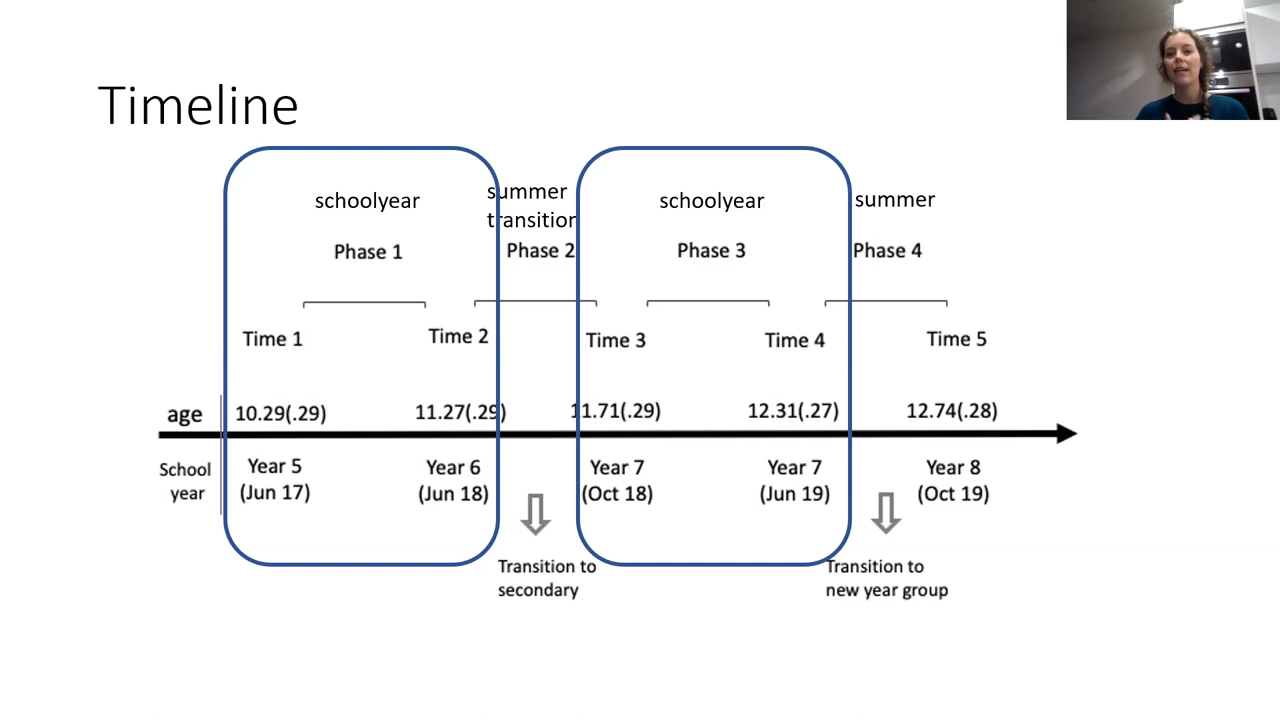 Timeline
schoolyear
summer
transition
schoolyear
summer
Phase 1
Phase 2
Phase 3
Phase 4
Time 1
Time 2
Time 3
Time 4
Time 5
age
10.29(.29)
11.27(.29)
11.71(.29)
12.31(.27)
12.74(.28)
School
year
Year 5
(Jun 17)
Year 6
(Jun 18)
Year 7
(Oct 18)
Year 7
(Jun 19)
Year 8
(Oct 19)
Transition to
secondary
Transition to
new year group